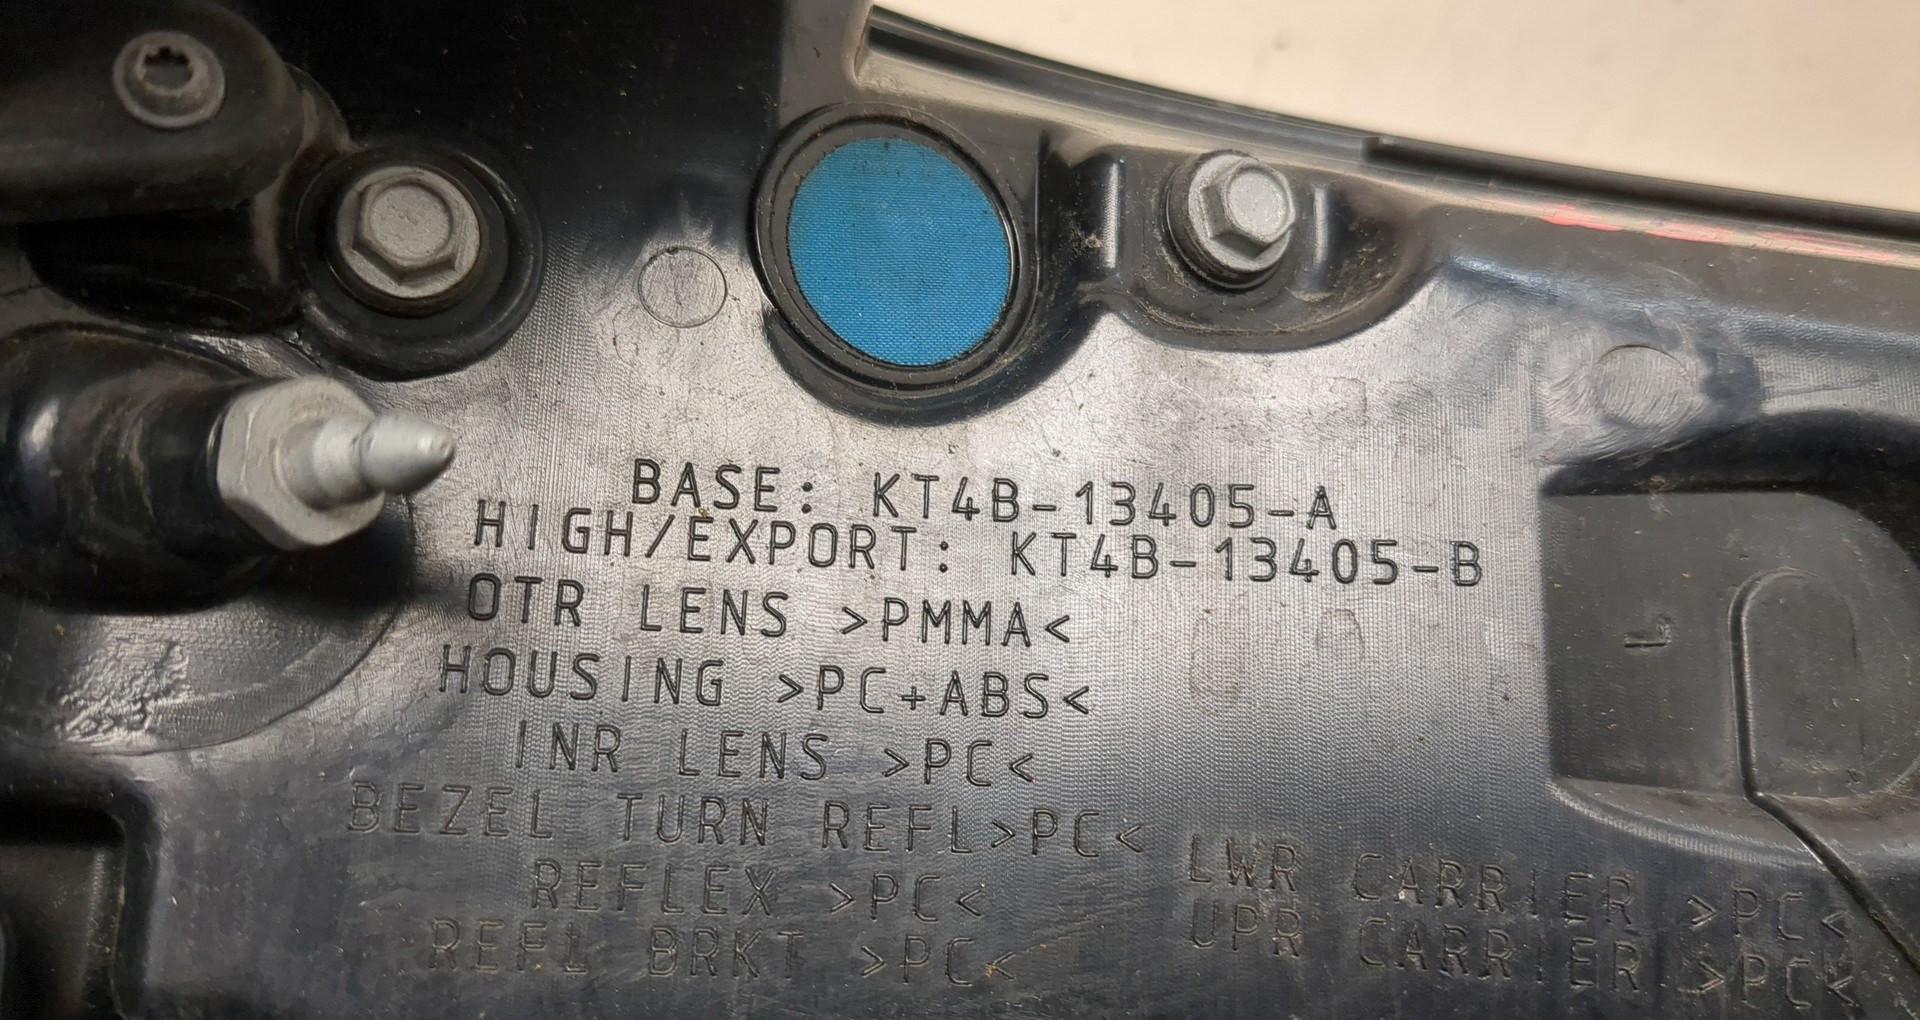 BASE: KT4B-13405-A
HIGH/EXPORT: KT4B-13405-B
OTR LENS >PMMA<
HOUSING >PC+ABS<
INR LENS >PC<
BEZEL TURN REFL>PC<
REFLEX >PC<
REFL BRKT >PC<
LWR CARRIER >PC<
UPR CARRIER >PC<
L